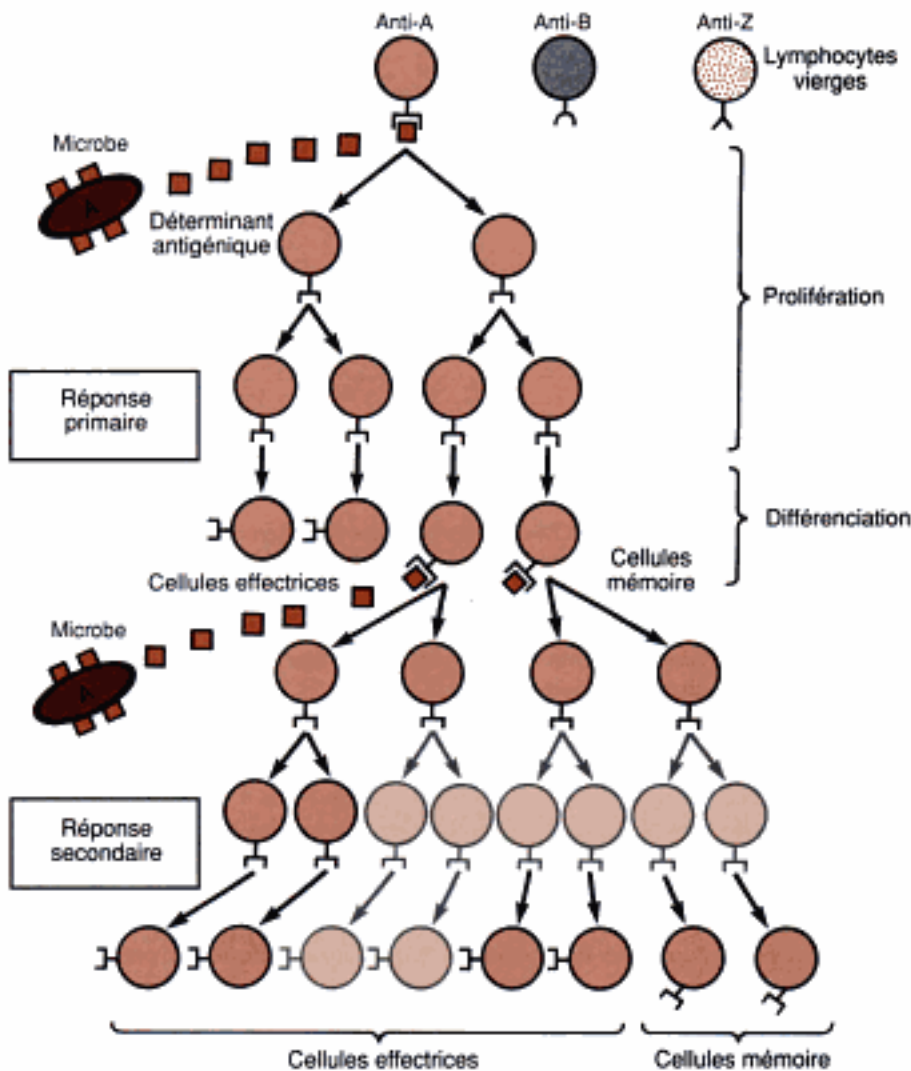 Anti-A
Anti-B
Anti-Z
Lymphocytes
vierges
Microbe
A
Déterminant
antigénique
Prolifération
Réponse
primaire
Différenciation
Cellules effectrices
Cellules
mémoire
Microbe
A
Réponse
secondaire
Cellules effectrices
Cellules mémoire